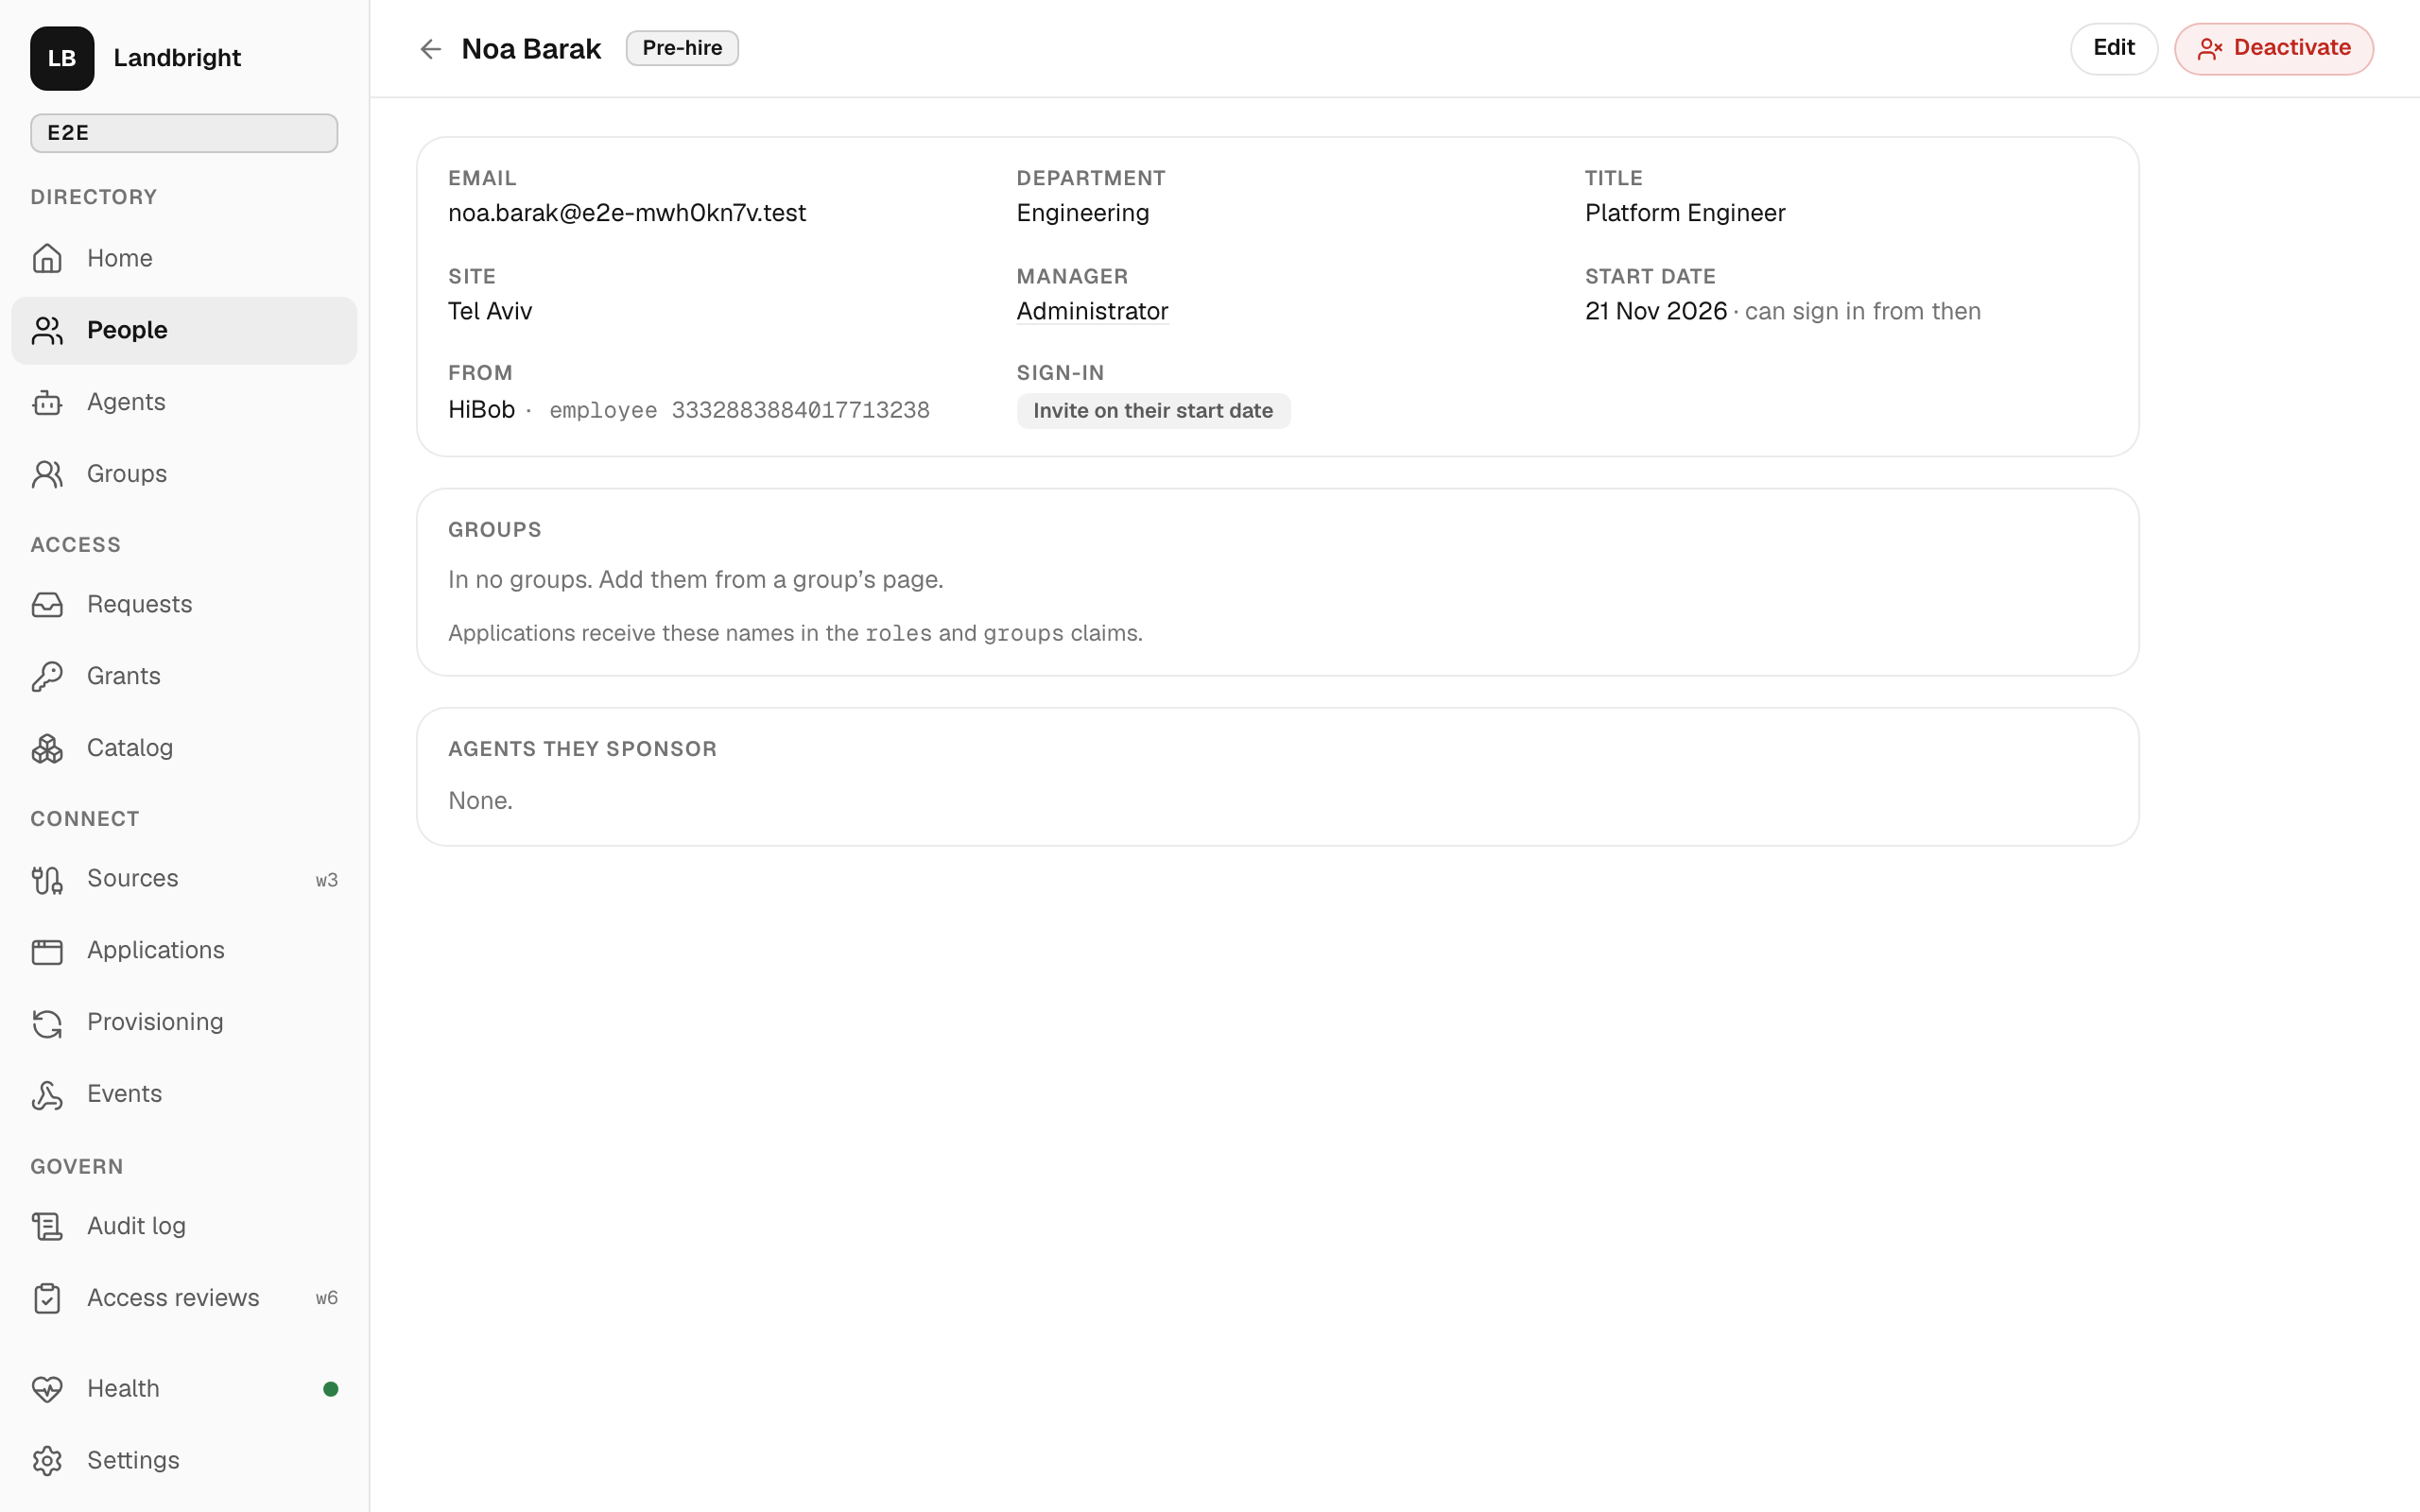 LB
Landbright
E2E
DIRECTORY
Home
People
Agents
Groups
ACCESS
Requests
Grants
Catalog
CONNECT
Sources w3
Applications
Provisioning
Events
GOVERN
Audit log
Access reviews w6
Health
Settings
Noa Barak Pre-hire
Edit Deactivate
EMAIL
noa.barak@e2e-mwh0kn7v.test
DEPARTMENT
Engineering
TITLE
Platform Engineer
SITE
Tel Aviv
MANAGER
Administrator
START DATE
21 Nov 2026 · can sign in from then
FROM
HiBob · employee 3332883884017713238
SIGN-IN
Invite on their start date
GROUPS
In no groups. Add them from a group’s page.
Applications receive these names in the roles and groups claims.
AGENTS THEY SPONSOR
None.